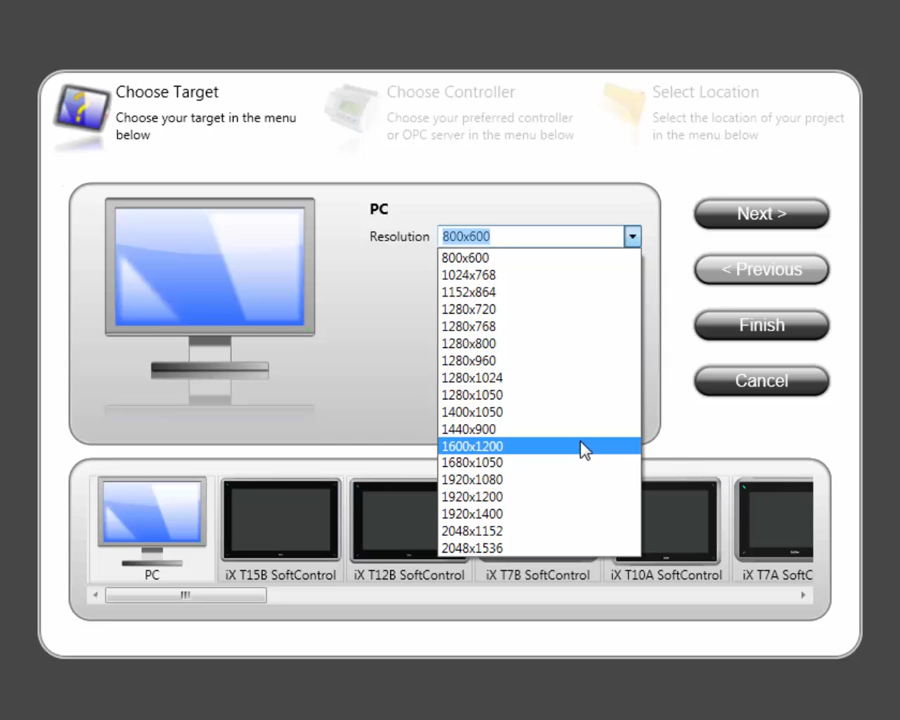 Choose Target
Choose your target in the menu
below
Choose Controller
Choose your preferred controller
or OPC server in the menu below
Select Location
Select the location of your project
in the menu below
PC
Resolution 800x600
800x600
1024x768
1152x864
1280x720
1280x768
1280x800
1280x960
1280x1024
1280x1050
1400x1050
1440x900
1600x1200
1680x1050
1920x1080
1920x1200
1920x1400
2048x1152
2048x1536
Next >
< Previous
Finish
Cancel
PC
iX T15B SoftControl
iX T12B SoftControl
iX T7B SoftControl
iX T10A SoftControl
iX T7A SoftC